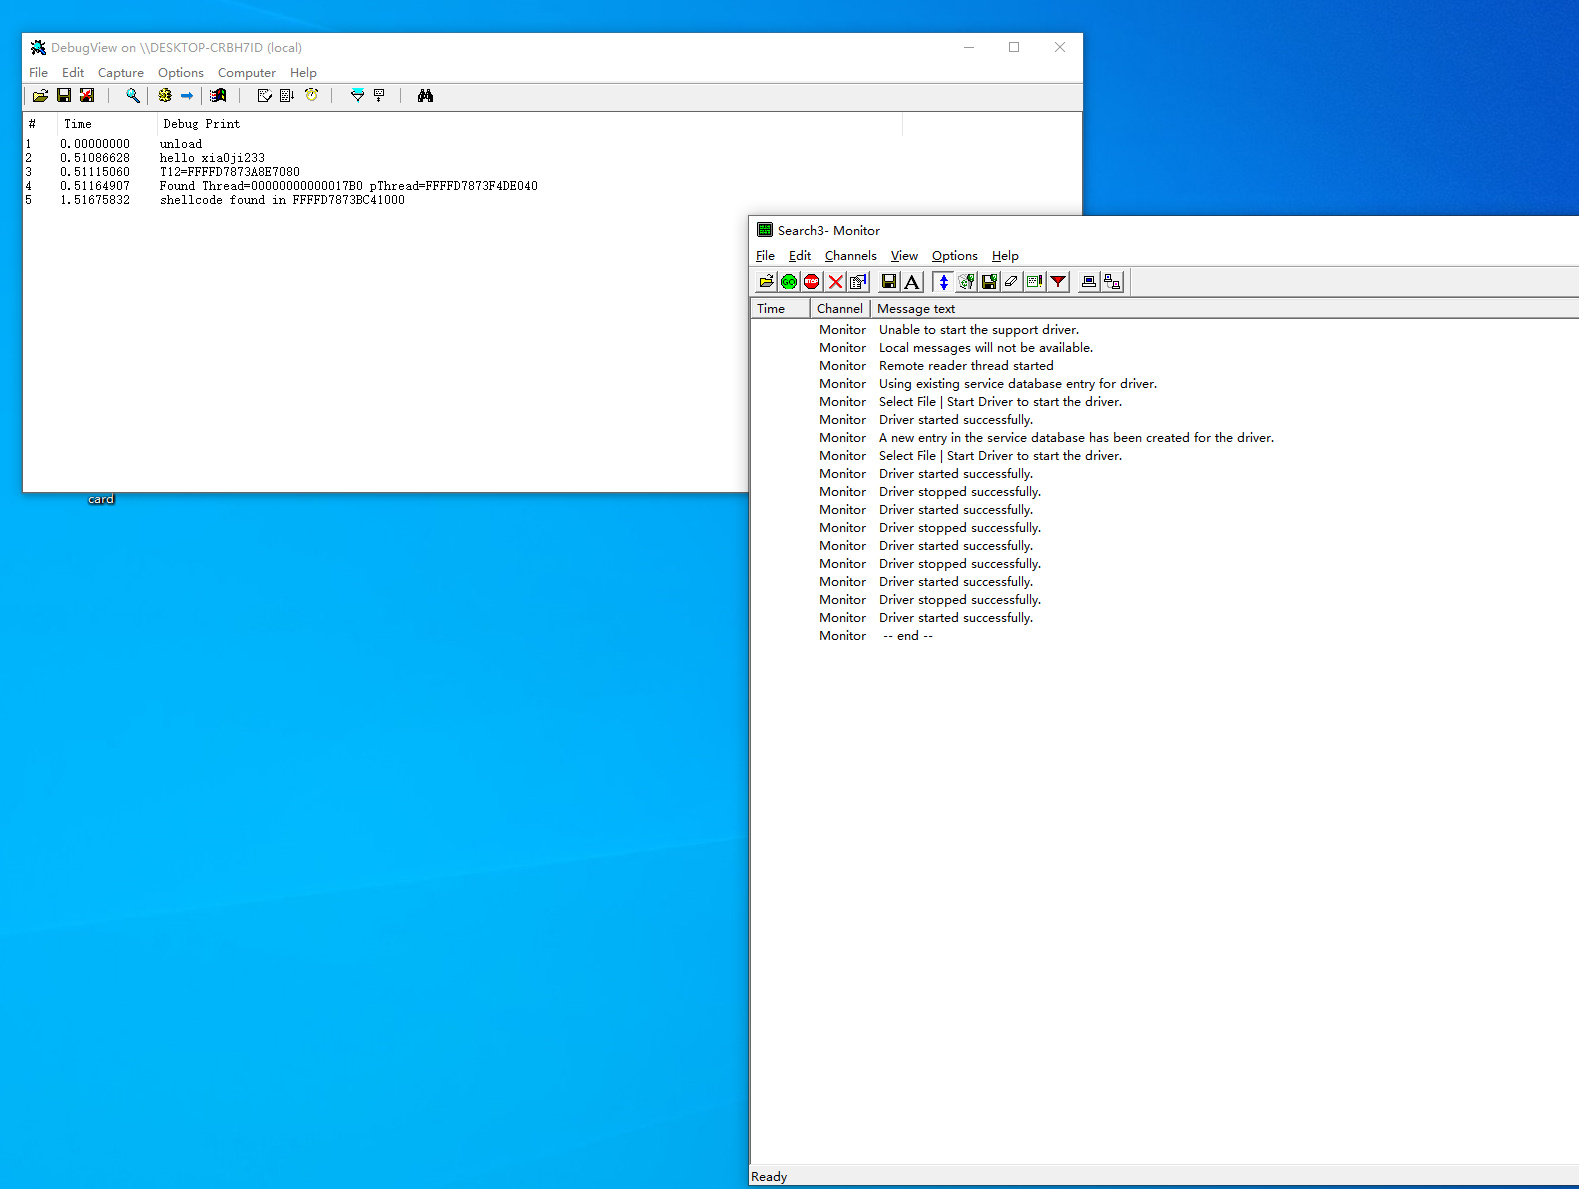 DebugView on \\DESKTOP-CRBH7ID (local)
File Edit Capture Options Computer Help
# Time Debug Print
1 0.00000000 unload
2 0.51086628 hello xia0ji233
3 0.51115060 T12=FFFFD7873A8E7080
4 0.51164907 Found Thread=00000000000017B0 pThread=FFFFD7873F4DE040
5 1.51675832 shellcode found in FFFFD7873BC41000
card
Search3- Monitor
File Edit Channels View Options Help
Time Channel Message text
Monitor Unable to start the support driver.
Monitor Local messages will not be available.
Monitor Remote reader thread started
Monitor Using existing service database entry for driver.
Monitor Select File | Start Driver to start the driver.
Monitor Driver started successfully.
Monitor A new entry in the service database has been created for the driver.
Monitor Select File | Start Driver to start the driver.
Monitor Driver started successfully.
Monitor Driver stopped successfully.
Monitor Driver started successfully.
Monitor Driver stopped successfully.
Monitor Driver started successfully.
Monitor Driver stopped successfully.
Monitor Driver started successfully.
Monitor Driver stopped successfully.
Monitor Driver started successfully.
Monitor -- end --
Ready